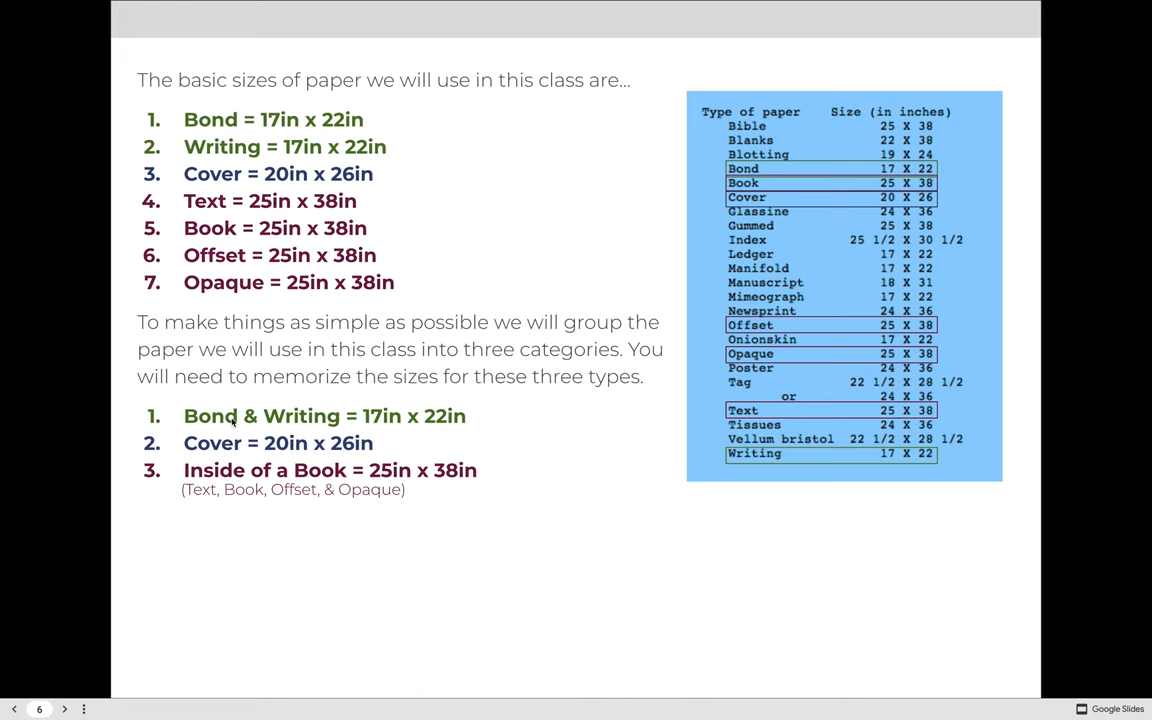 The basic sizes of paper we will use in this class are...
1. Bond = 17in x 22in
2. Writing = 17in x 22in
3. Cover = 20in x 26in
4. Text = 25in x 38in
5. Book = 25in x 38in
6. Offset = 25in x 38in
7. Opaque = 25in x 38in
To make things as simple as possible we will group the
paper we will use in this class into three categories. You
will need to memorize the sizes for these three types.
1. Bond & Writing = 17in x 22in
2. Cover = 20in x 26in
3. Inside of a Book = 25in x 38in
(Text, Book, Offset, & Opaque)
Type of paper Size (in inches)
Bible 25 X 38
Blanks 22 X 38
Blotting 19 X 24
Bond 17 X 22
Book 25 X 38
Cover 20 X 26
Glassine 24 X 36
Gummed 25 X 38
Index 25 1/2 X 30 1/2
Ledger 17 X 22
Manifold 17 X 22
Manuscript 18 X 31
Mimeograph 17 X 22
Newsprint 24 X 36
Offset 25 X 38
Onionskin 17 X 22
Opaque 25 X 38
Poster 24 X 36
Tag 22 1/2 X 28 1/2
or 24 X 36
Text 25 X 38
Tissues 24 X 36
Vellum bristol 22 1/2 X 28 1/2
Writing 17 X 22
6
Google Slides